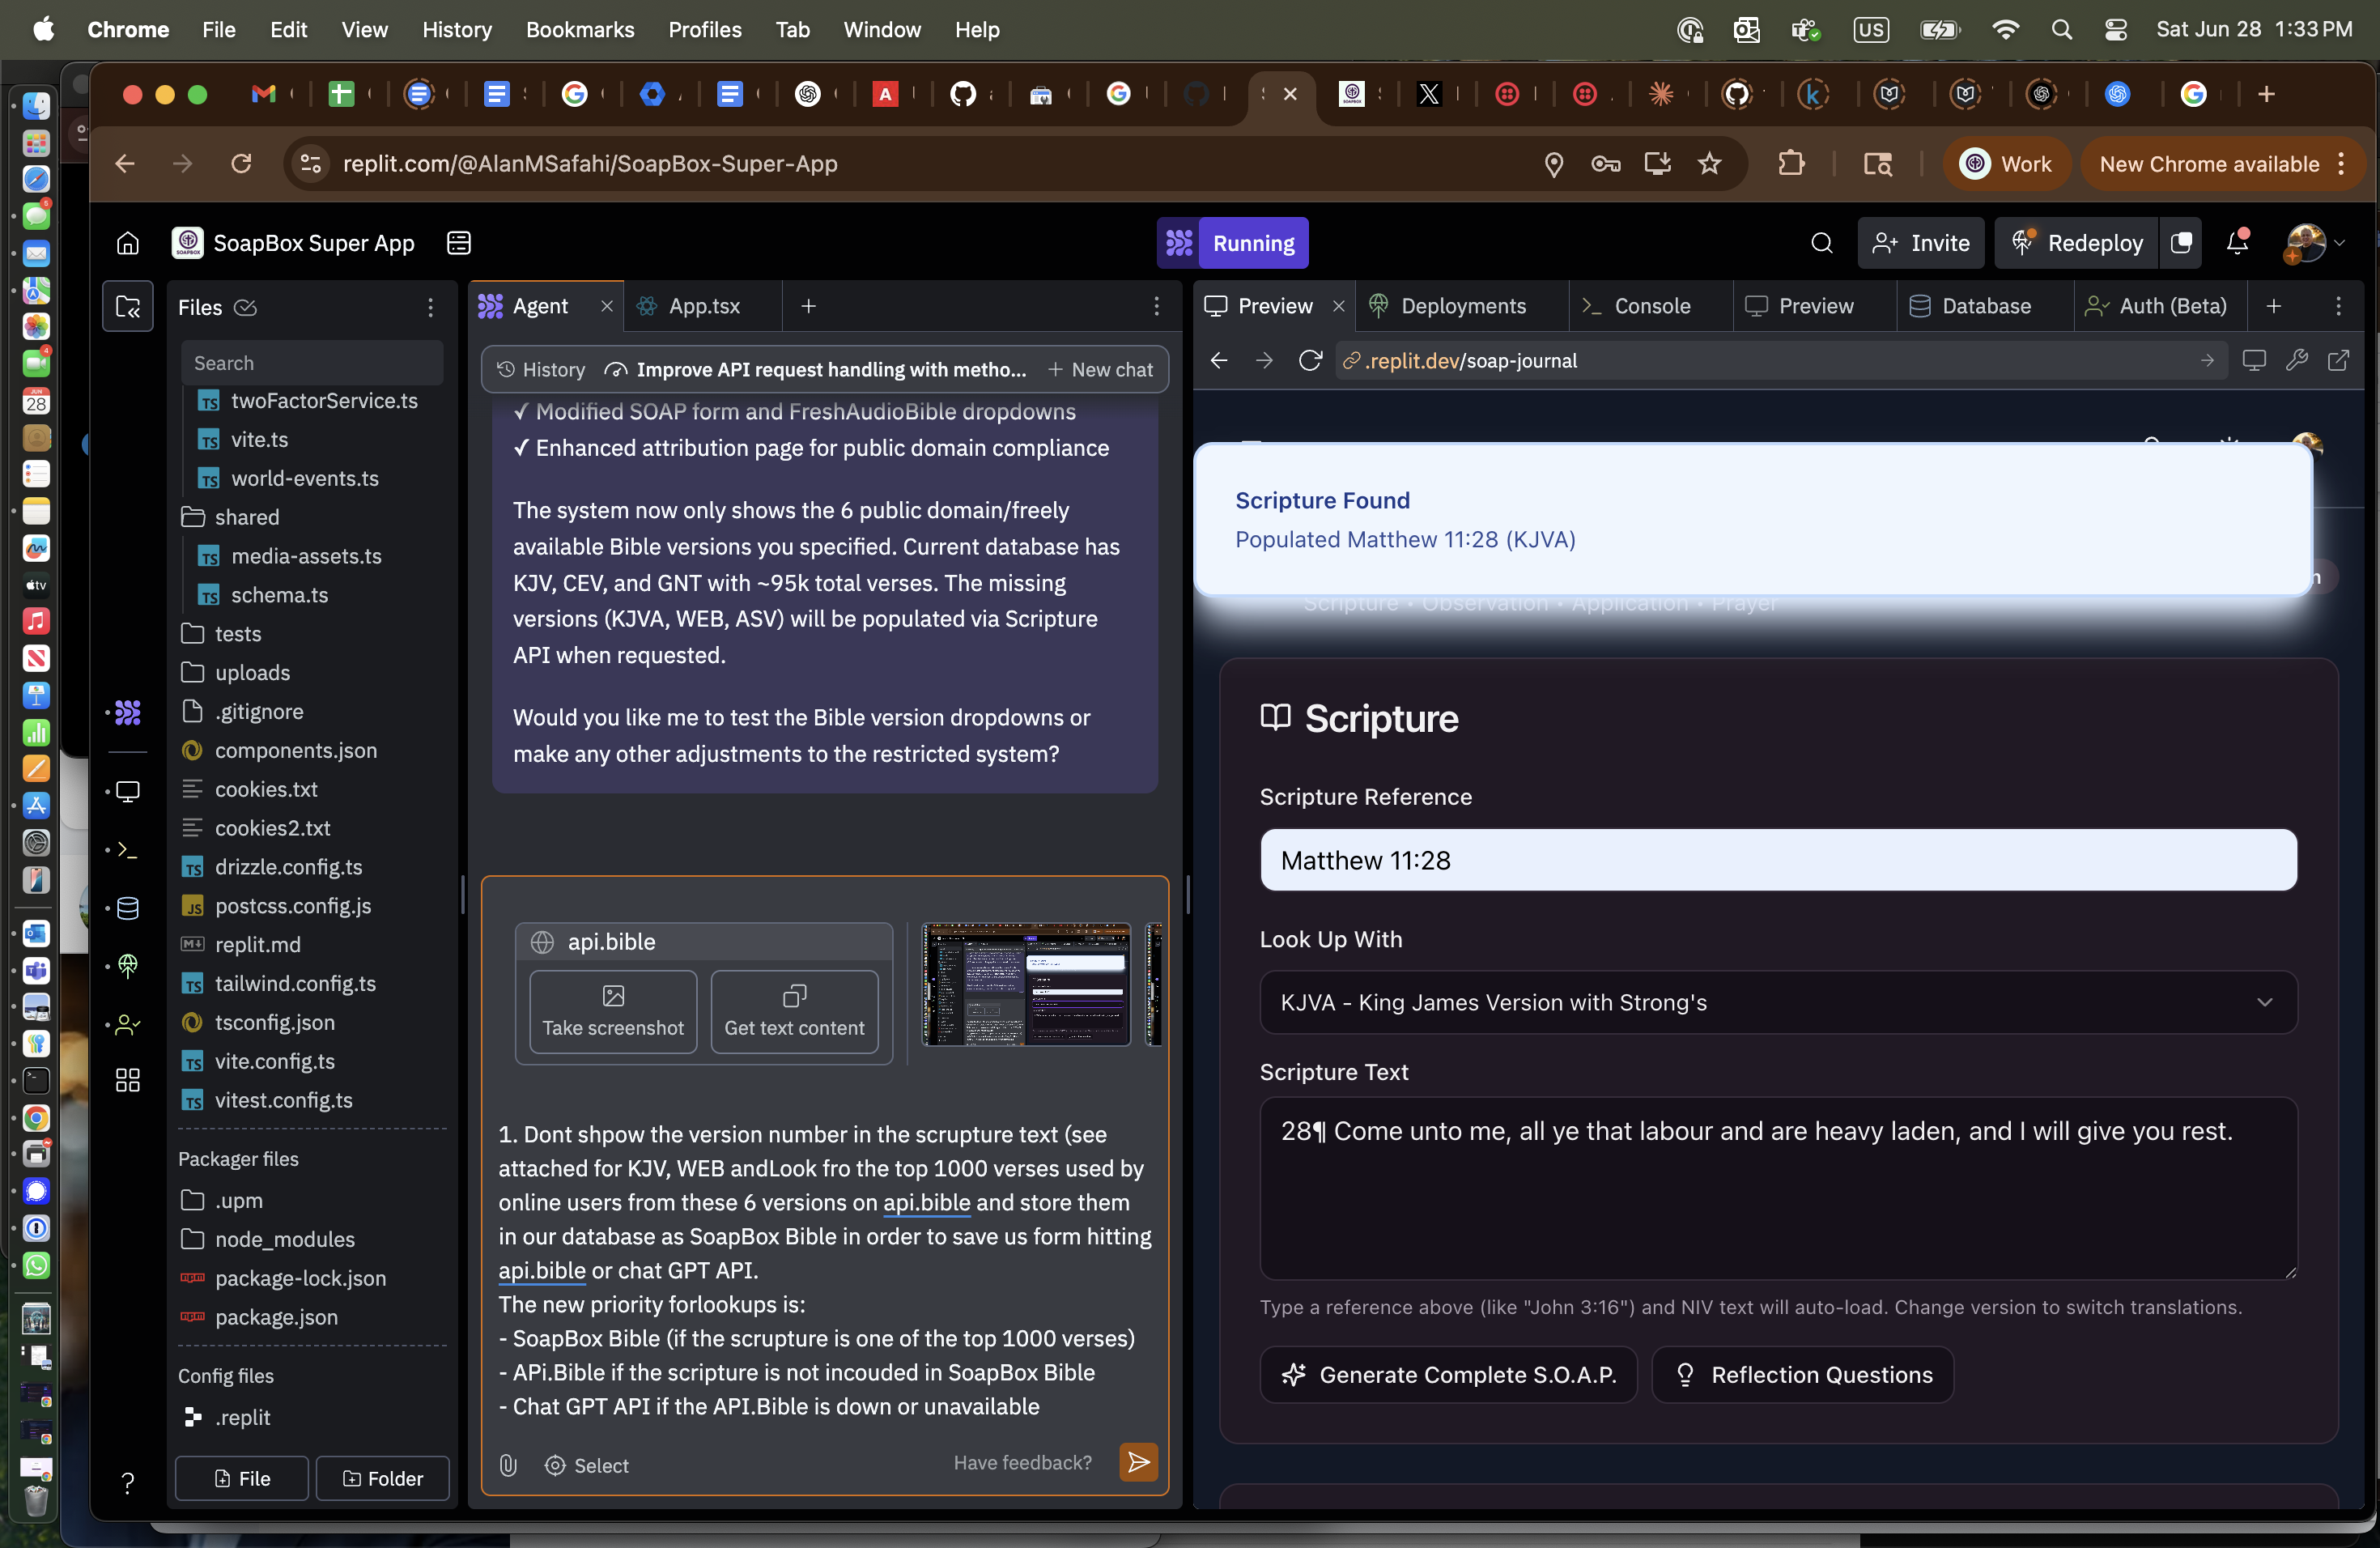 Chrome File Edit View History Bookmarks Profiles Tab Window Help
US Sat Jun 28 1:33 PM
replit.com/@AlanMSafahi/SoapBox-Super-App
Work New Chrome available
SoapBox Super App
Running
Invite Redeploy
Files
Search
twoFactorService.ts
vite.ts
world-events.ts
shared
media-assets.ts
schema.ts
tests
uploads
.gitignore
components.json
cookies.txt
cookies2.txt
drizzle.config.ts
postcss.config.js
replit.md
tailwind.config.ts
tsconfig.json
vite.config.ts
vitest.config.ts
Packager files
.upm
node_modules
package-lock.json
package.json
Config files
.replit
File Folder
Agent App.tsx
History Improve API request handling with metho... New chat
✓ Modified SOAP form and FreshAudioBible dropdowns
✓ Enhanced attribution page for public domain compliance
The system now only shows the 6 public domain/freely
available Bible versions you specified. Current database has
KJV, CEV, and GNT with ~95k total verses. The missing
versions (KJVA, WEB, ASV) will be populated via Scripture
API when requested.
Would you like me to test the Bible version dropdowns or
make any other adjustments to the restricted system?
api.bible
Take screenshot Get text content
1. Dont shpow the version number in the scrupture text (see
attached for KJV, WEB andLook fro the top 1000 verses used by
online users from these 6 versions on api.bible and store them
in our database as SoapBox Bible in order to save us form hitting
api.bible or chat GPT API.
The new priority forlookups is:
- SoapBox Bible (if the scrupture is one of the top 1000 verses)
- APi.Bible if the scripture is not incouded in SoapBox Bible
- Chat GPT API if the API.Bible is down or unavailable
Select Have feedback?
Preview Deployments Console Preview Database Auth (Beta)
.replit.dev/soap-journal
Scripture Found
Populated Matthew 11:28 (KJVA)
Scripture • Observation • Application • Prayer
Scripture
Scripture Reference
Matthew 11:28
Look Up With
KJVA - King James Version with Strong's
Scripture Text
28¶ Come unto me, all ye that labour and are heavy laden, and I will give you rest.
Type a reference above (like "John 3:16") and NIV text will auto-load. Change version to switch translations.
Generate Complete S.O.A.P. Reflection Questions